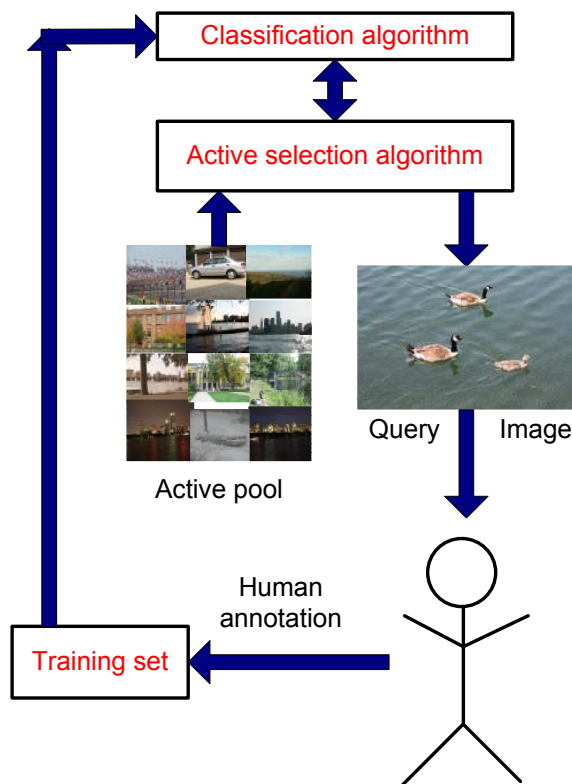 Classification algorithm
Active selection algorithm
Query Image
Active pool
Human
annotation
Training set